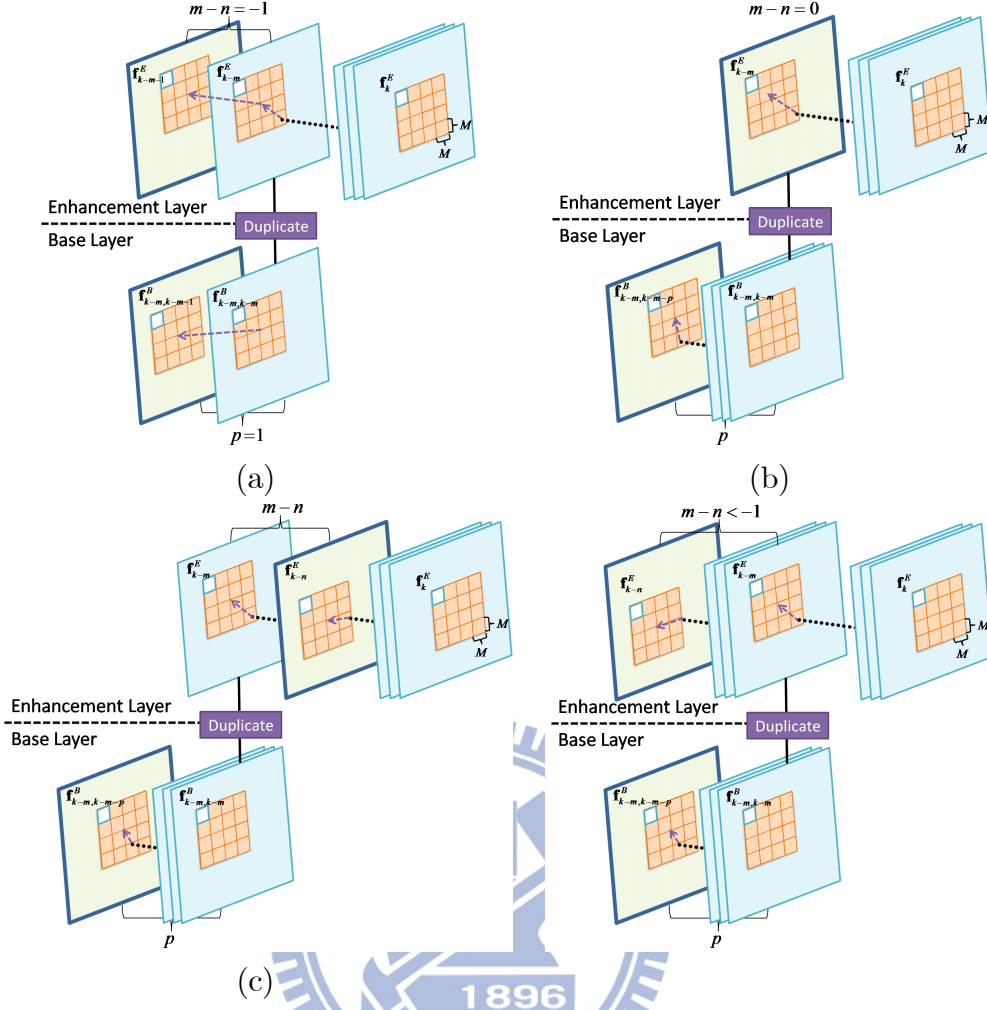 m − n = −1
f^E_{k−m−1}
f^E_{k−m}
f^E_k
M
M
Enhancement Layer
Duplicate
Base Layer
f^B_{k−m,k−m−1}
f^B_{k−m,k−m}
p = 1
(a)
m − n = 0
f^E_{k−m}
f^E_k
M
M
Enhancement Layer
Duplicate
Base Layer
f^B_{k−m,k−m−p}
f^B_{k−m,k−m}
p
(b)
m − n
f^E_{k−m}
f^E_{k−n}
f^E_k
M
M
Enhancement Layer
Duplicate
Base Layer
f^B_{k−m,k−m−p}
f^B_{k−m,k−m}
p
(c)
m − n < −1
f^E_{k−n}
f^E_{k−m}
f^E_k
M
M
Enhancement Layer
Duplicate
Base Layer
f^B_{k−m,k−m−p}
f^B_{k−m,k−m}
p
1896